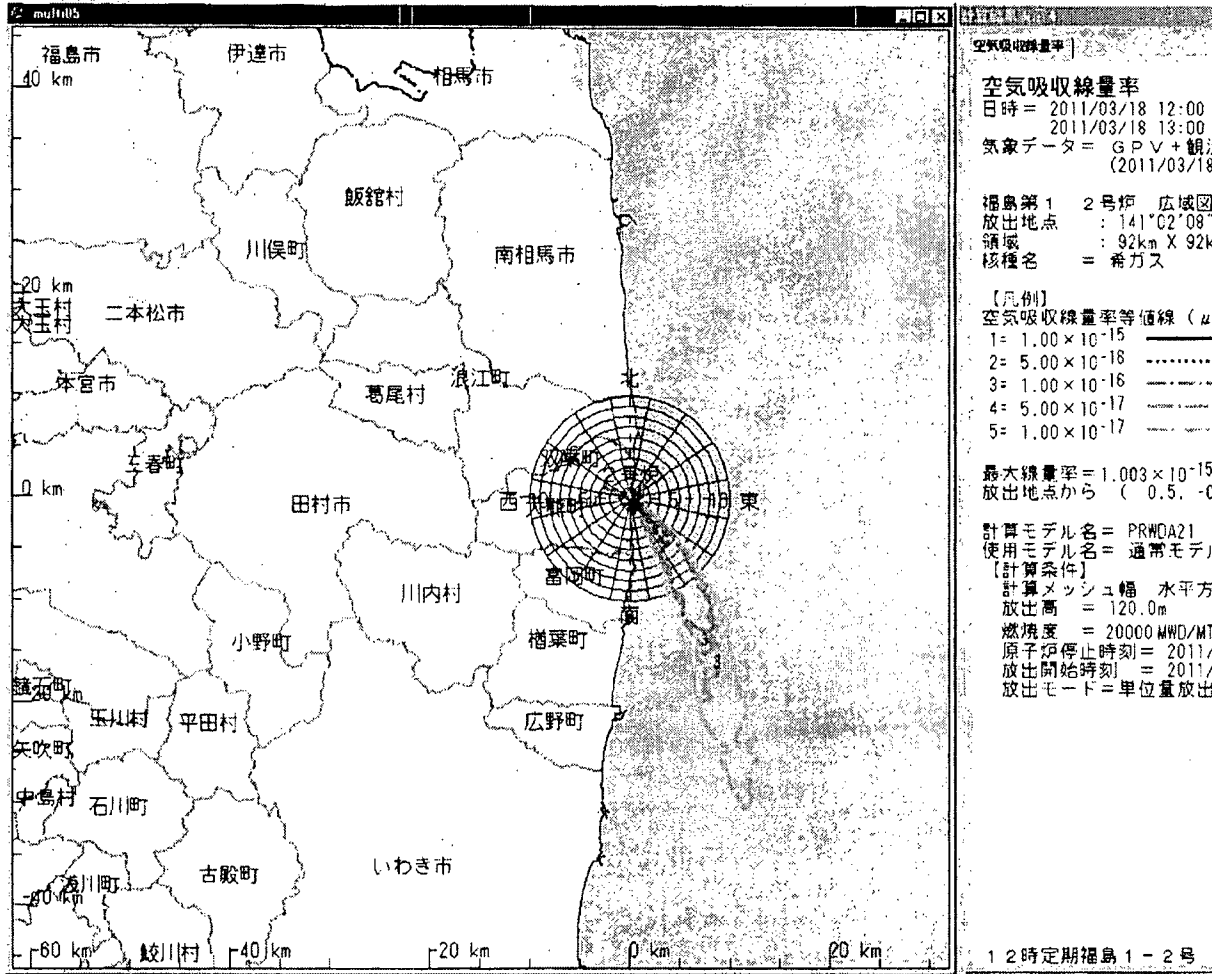 multi05
福島市
伊達市
40 km
相馬市
飯舘村
川俣町
南相馬市
20 km
大玉村
二本松市
大玉村
本宮市
浪江町
北
葛尾村
三春町
双葉町
0 km
田村市
西
東
富岡町
川内村
南
小野町
楢葉町
玉川村
平田村
広野町
矢吹町
中島村
石川町
いわき市
古殿町
浅川町
-60 km
-40 km
-20 km
0 km
20 km
鮫川村
空気吸収線量率
空気吸収線量率
日時= 2011/03/18 12:00
2011/03/18 13:00
気象データ= GPV+観
(2011/03/18
福島第1 2号炉 広域図
放出地点 : 141°02'08"
領域 : 92km X 92k
核種名 = 希ガス
【凡例】
空気吸収線量率等値線(μ
1= 1.00×10-15
2= 5.00×10-16
3= 1.00×10-16
4= 5.00×10-17
5= 1.00×10-17
最大線量率=1.003×10-15
放出地点から ( 0.5, -0
計算モデル名= PRWDA21
使用モデル名= 通常モデル
【計算条件】
計算メッシュ幅 水平方
放出高 = 120.0m
燃焼度 = 20000MWD/MT
原子炉停止時刻= 2011/
放出開始時刻 = 2011/
放出モード=単位量放出
12時定期福島1-2号